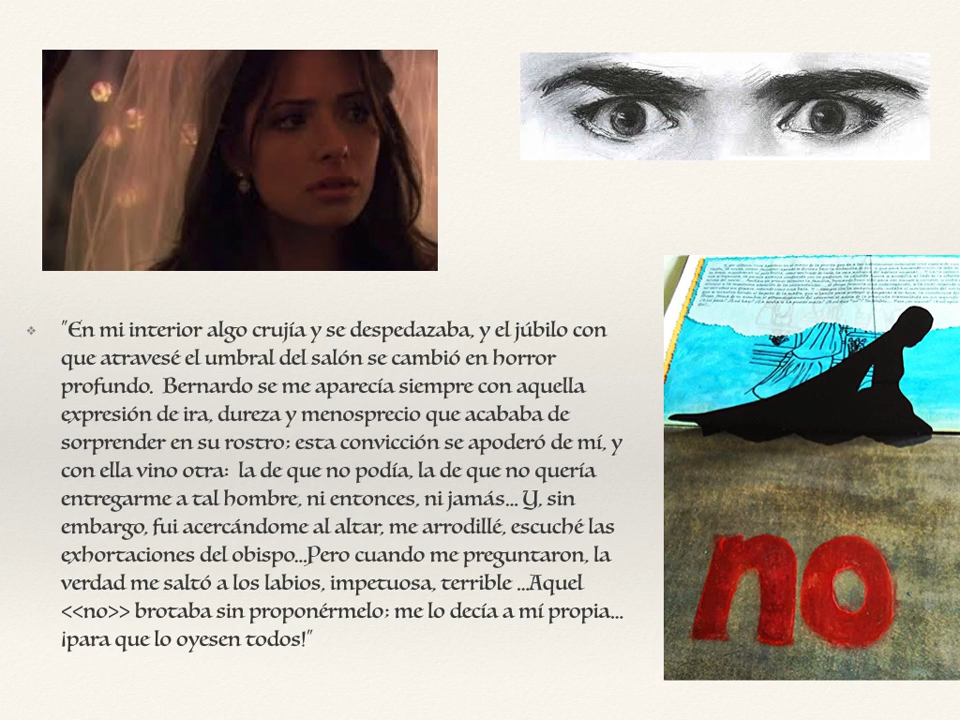 "En mi interior algo crujía y se despedazaba, y el júbilo con
que atravesé el umbral del salón se cambió en horror
profundo. Bernardo se me aparecía siempre con aquella
expresión de ira, dureza y menosprecio que acababa de
sorprender en su rostro; esta convicción se apoderó de mí, y
con ella vino otra: la de que no podía, la de que no quería
entregarme a tal hombre, ni entonces, ni jamás... Y, sin
embargo, fui acercándome al altar, me arrodillé, escuché las
exhortaciones del obispo...Pero cuando me preguntaron, la
verdad me saltó a los labios, impetuosa, terrible ...Aquel
<<no>> brotaba sin proponérmelo; me lo decía a mí propia...
¡para que lo oyesen todos!"
no